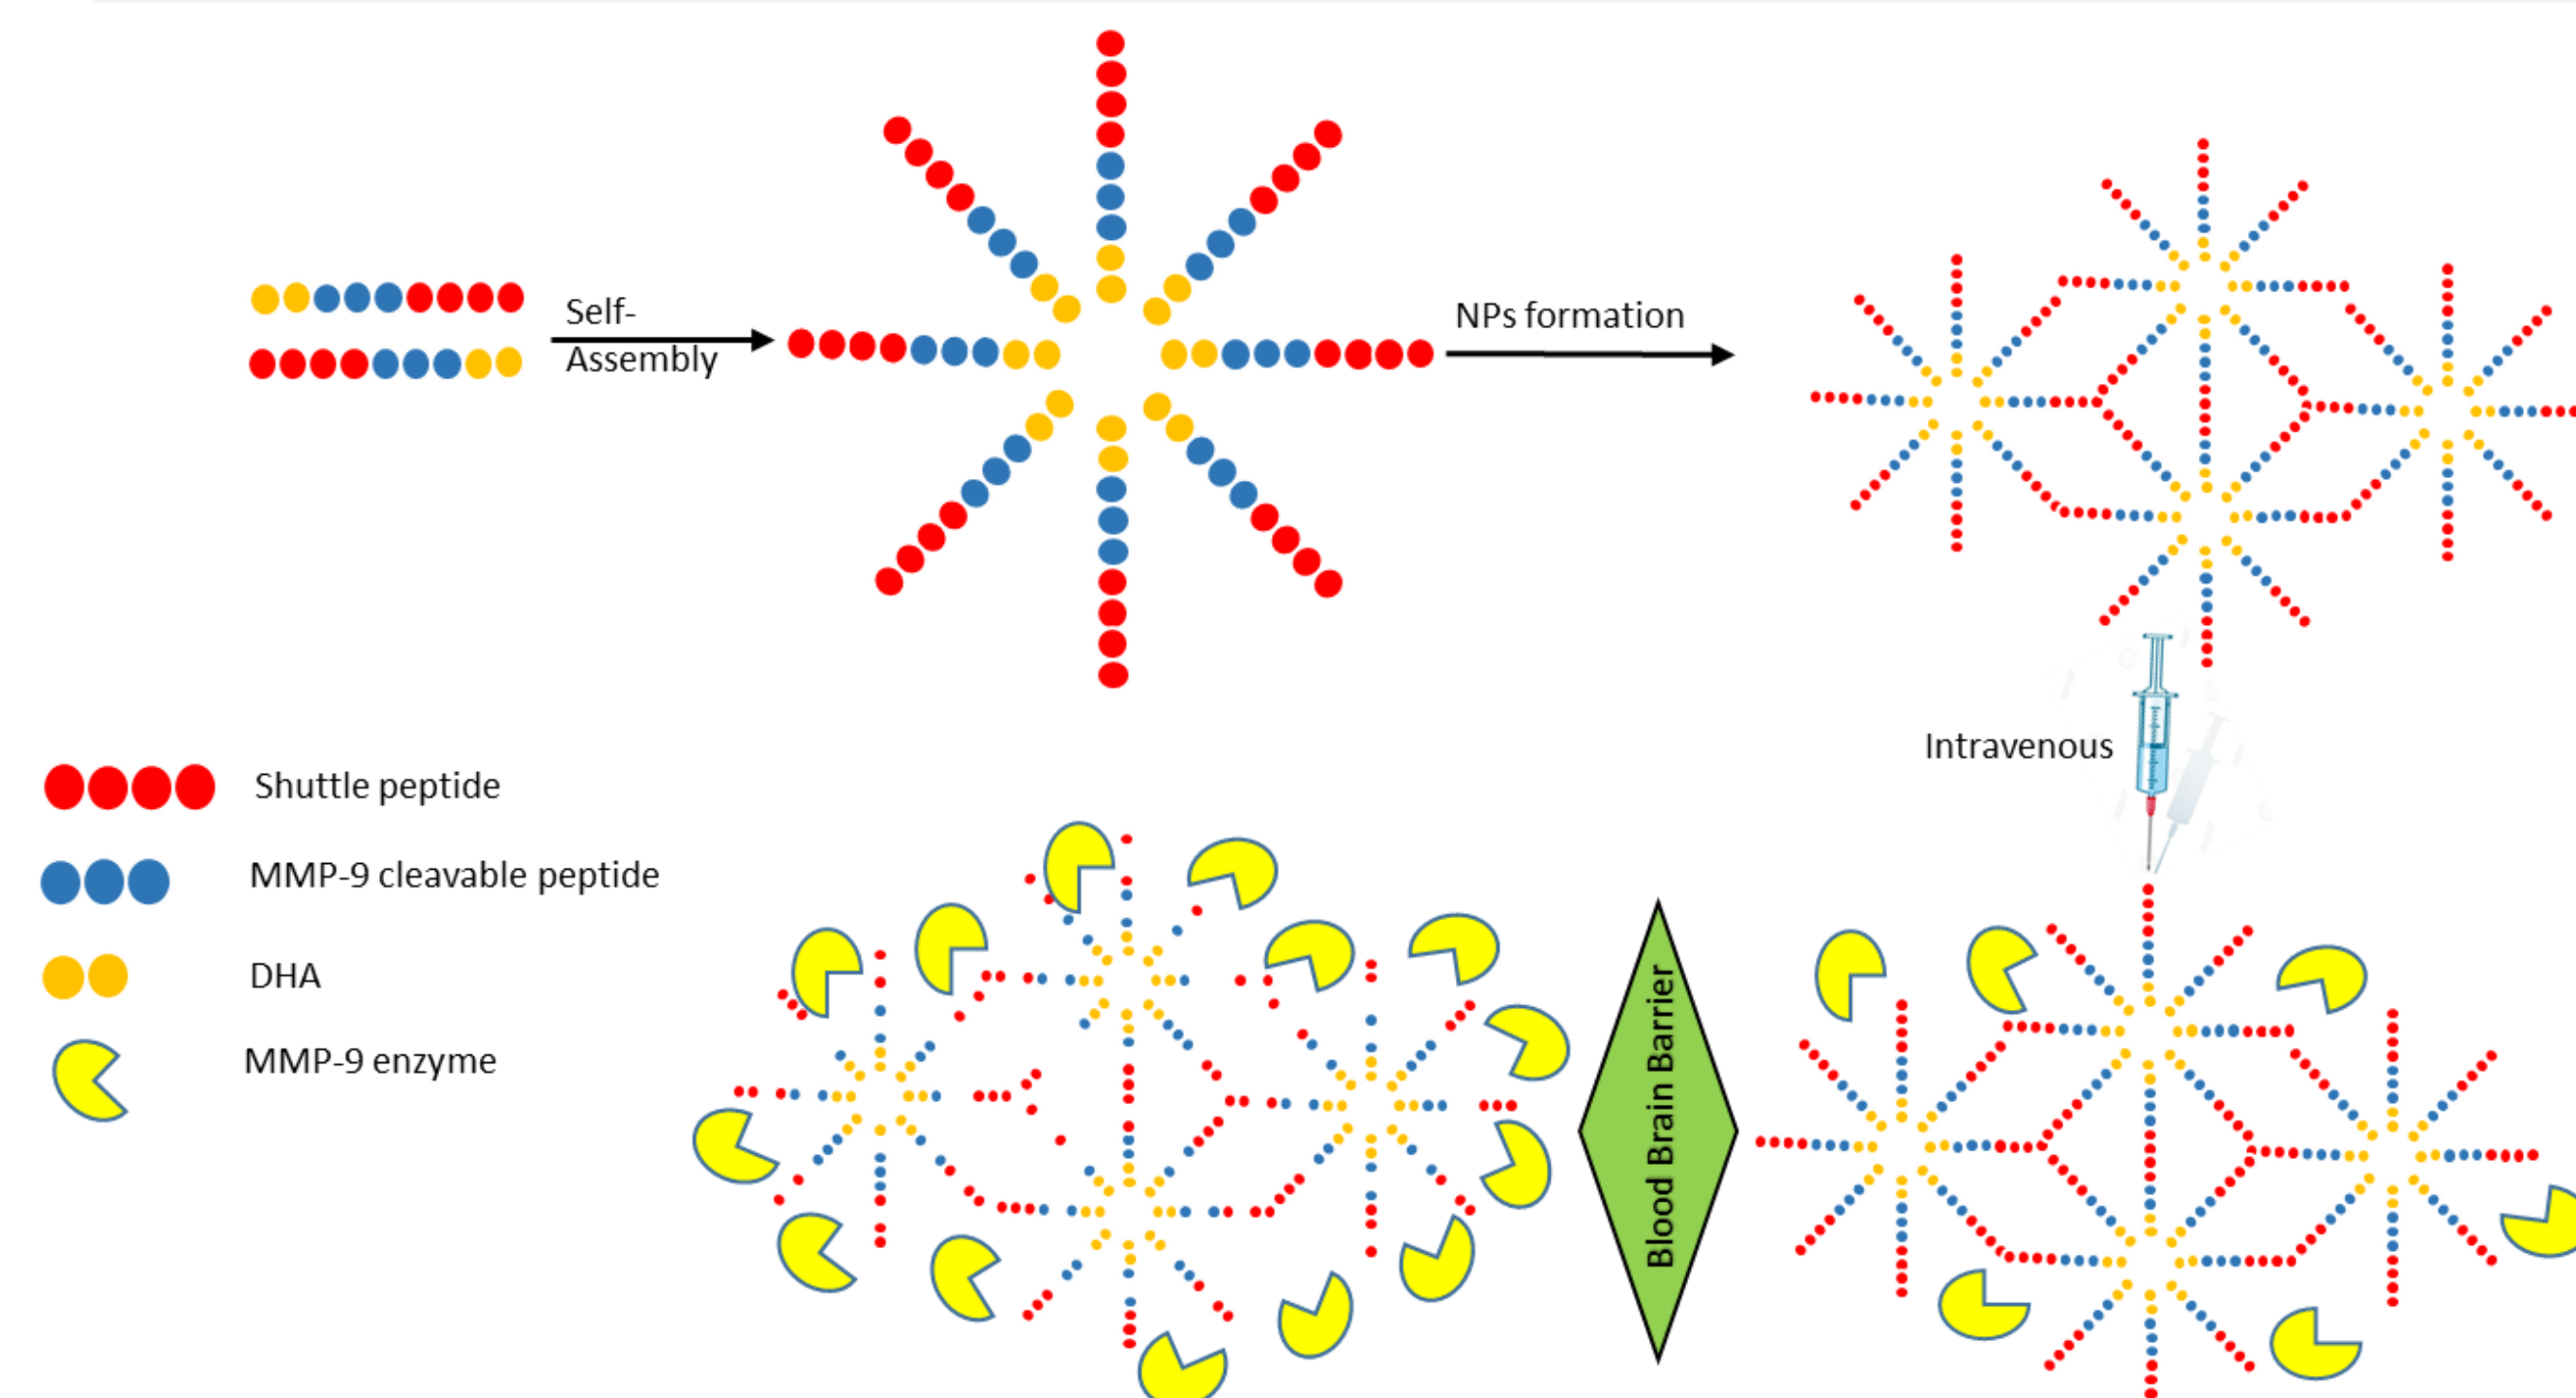 Self-
Assembly
NPs formation
Intravenous
Shuttle peptide
MMP-9 cleavable peptide
DHA
MMP-9 enzyme
Blood Brain Barrier